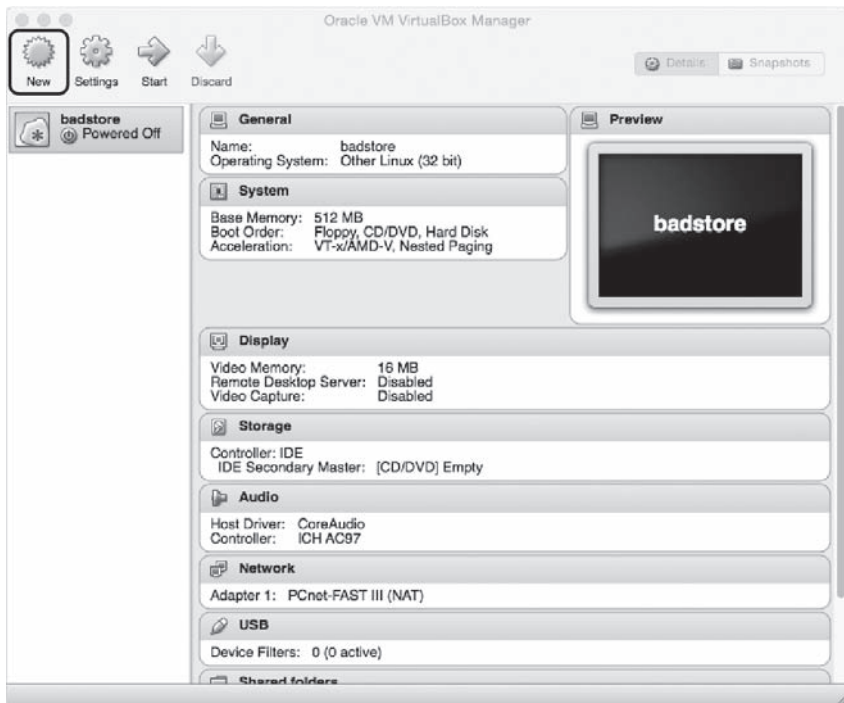 Oracle VM VirtualBox Manager
New
Settings
Start
Discard
Details
Snapshots
badstore
Powered Off
General
Name: badstore
Operating System: Other Linux (32 bit)
System
Base Memory: 512 MB
Boot Order: Floppy, CD/DVD, Hard Disk
Acceleration: VT-x/AMD-V, Nested Paging
Preview
badstore
Display
Video Memory: 16 MB
Remote Desktop Server: Disabled
Video Capture: Disabled
Storage
Controller: IDE
IDE Secondary Master: [CD/DVD] Empty
Audio
Host Driver: CoreAudio
Controller: ICH AC97
Network
Adapter 1: PCnet-FAST III (NAT)
USB
Device Filters: 0 (0 active)
Shared folders